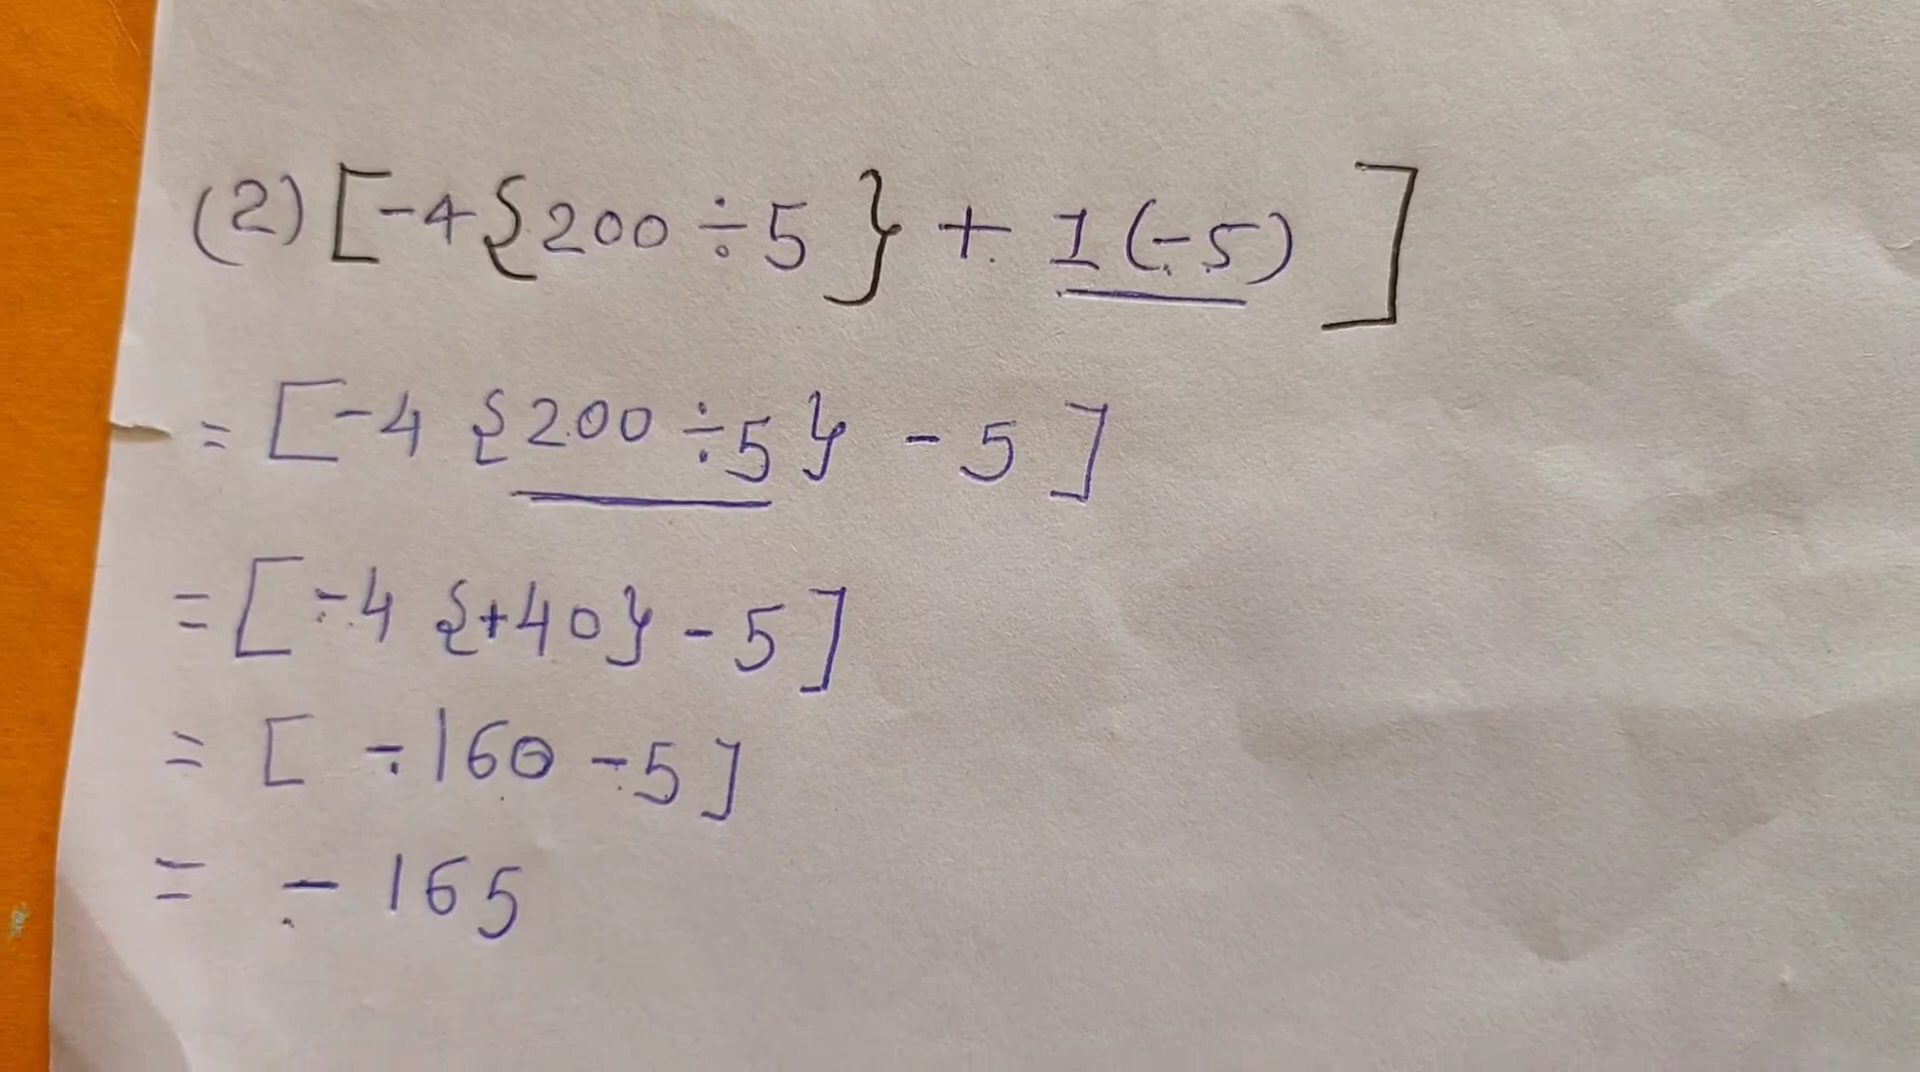 (2) [-4{200÷5} + 1(-5)]
= [-4 {200÷5} - 5]
= [-4 {+40} - 5]
= [-160 -5]
= -165